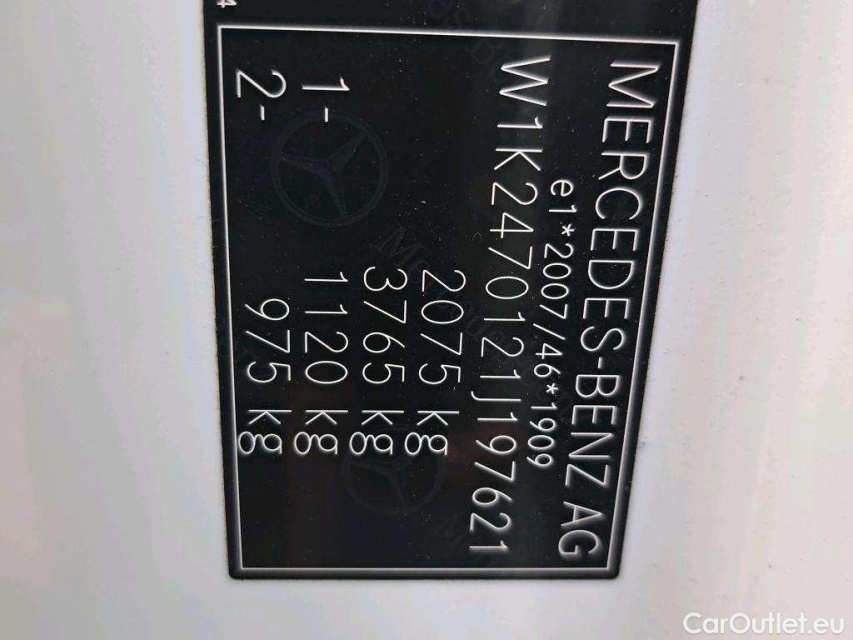 MERCEDES-BENZ AG
e1*2007/46*1909
W1K2470121J197621
2075 kg
3765 kg
1- 1120 kg
2- 975 kg
CarOutlet.eu